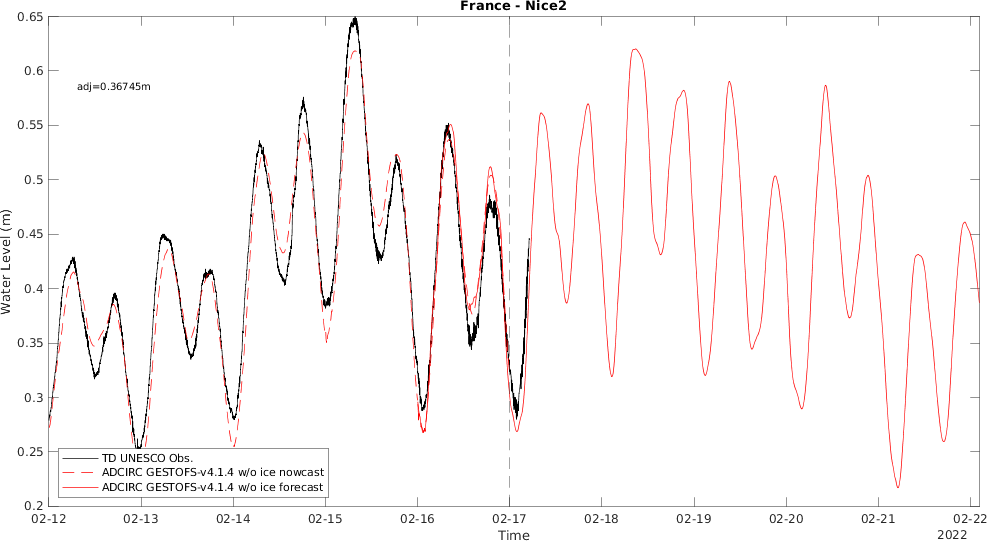 France - Nice2
adj=0.36745m
Water Level (m)
0.65
0.6
0.55
0.5
0.45
0.4
0.35
0.3
0.25
0.2
TD UNESCO Obs.
ADCIRC GESTOFS-v4.1.4 w/o ice nowcast
ADCIRC GESTOFS-v4.1.4 w/o ice forecast
02-12 02-13 02-14 02-15 02-16 02-17 02-18 02-19 02-20 02-21 02-22
Time
2022